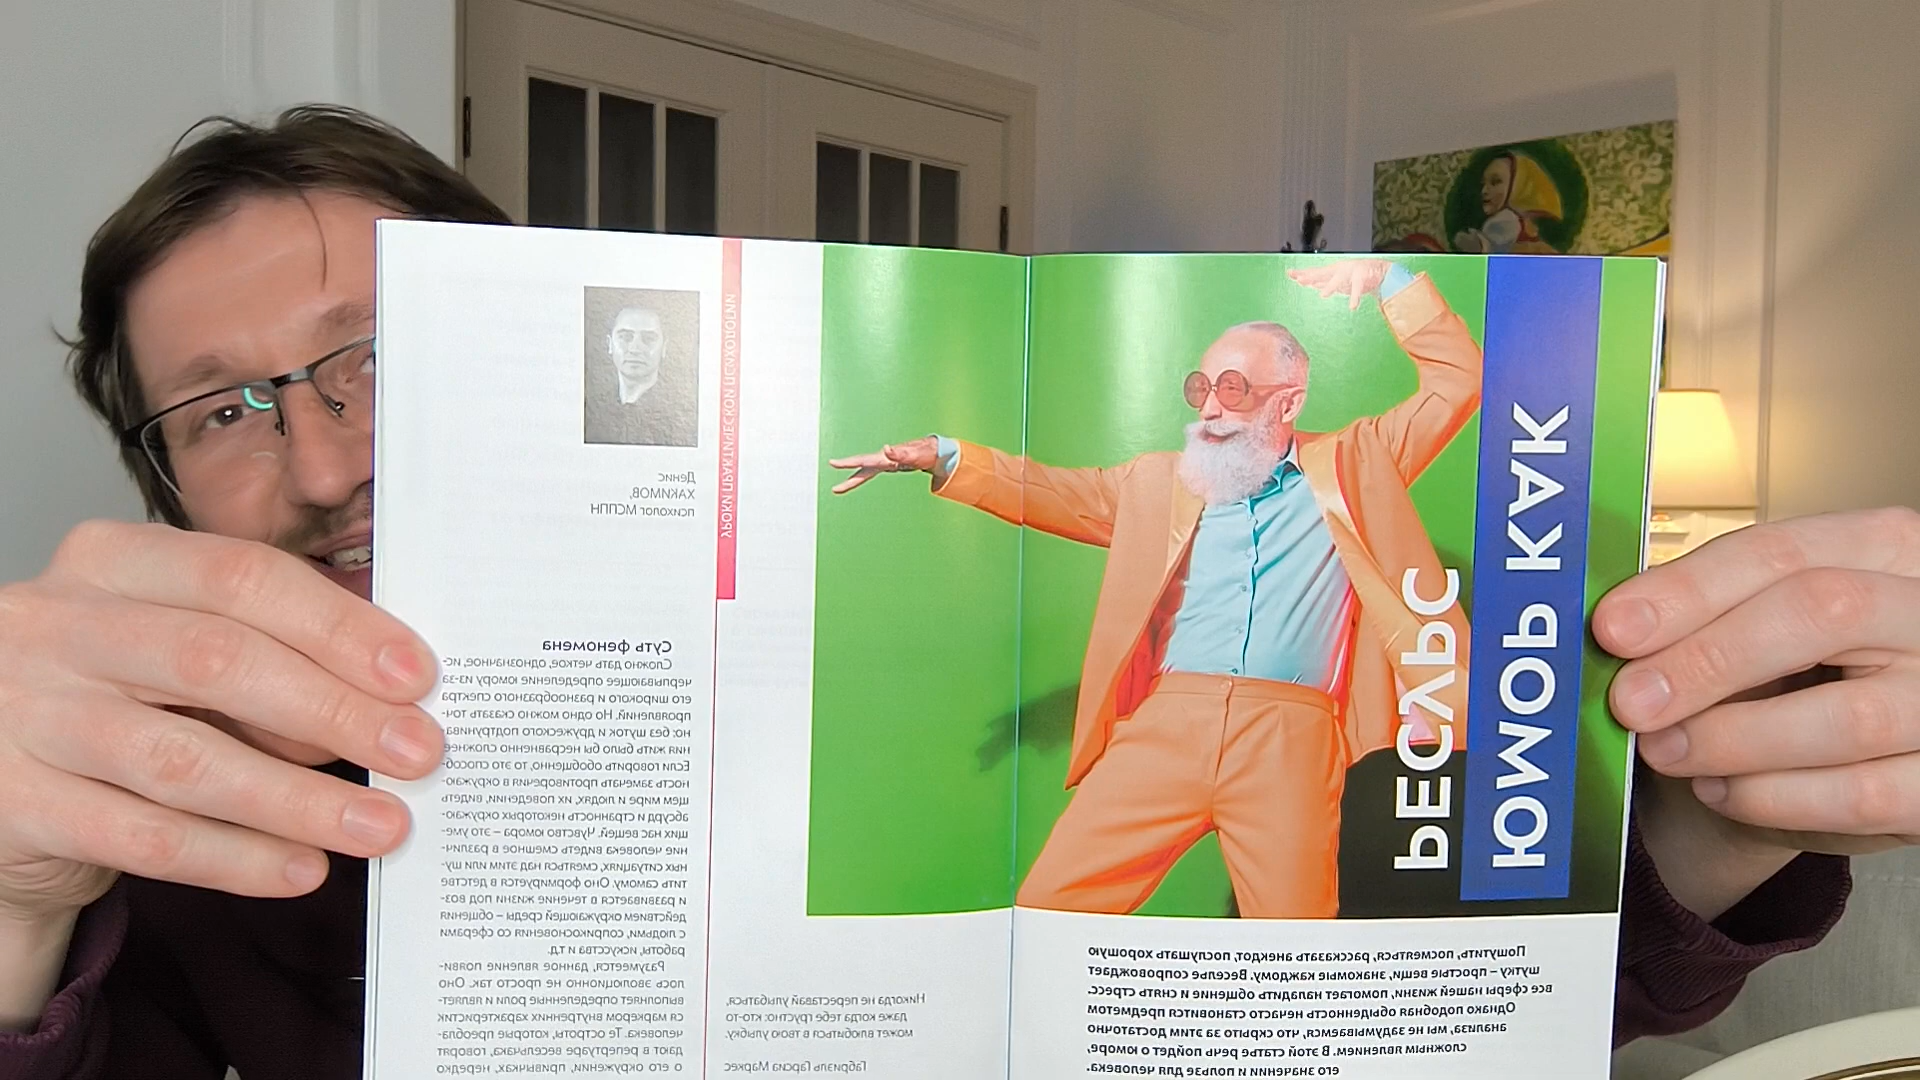 ЮМОР КАК
РЕСУРС
Пошутить, посмеяться, рассказать анекдот, послушать хорошую
шутку – простые вещи, знакомые каждому. Веселье сопровождает
все сферы нашей жизни, помогает наладить общение и снять стресс.
Однако подобная обыденность нечасто становится предметом
анализа, мы не задумываемся, что скрыто за этим достаточно
сложным явлением. В этой статье речь пойдет о юморе,
его значении и пользе для человека.
Никогда не переставай улыбаться,
даже когда тебе грустно: кто-то
может влюбиться в твою улыбку.
Габриэль Гарсиа Маркес
УРОКИ ПРАКТИЧЕСКОЙ ПСИХОЛОГИИ
Денис
ХАКИМОВ,
психолог МСППН
Суть феномена
Сложно дать четкое, однозначное, ис-
черпывающее определение юмору из-за
его широкого и разнообразного спектра
проявлений. Но одно можно сказать точ-
но: без шуток и дружеского подтрунива-
ния жить было бы несравненно сложнее.
Если говорить обобщенно, то это способ-
ность замечать противоречия в окружаю-
щем мире и людях, их поведении, видеть
абсурд и странность некоторых окружаю-
щих нас вещей. Чувство юмора – это уме-
ние человека видеть смешное в различ-
ных ситуациях, смеяться над этим или шу-
тить самому. Оно формируется в детстве
и развивается в течение жизни под воз-
действием окружающей среды – общения
с людьми, соприкосновения со сферами
работы, искусства и т.д.
Разумеется, данное явление появи-
лось эволюционно не просто так. Оно
выполняет определенные роли и являет-
ся маркером внутренних характеристик
человека. Те остроты, которые преобла-
дают в репертуаре весельчака, говорят
о его окружении, привычках, нередко